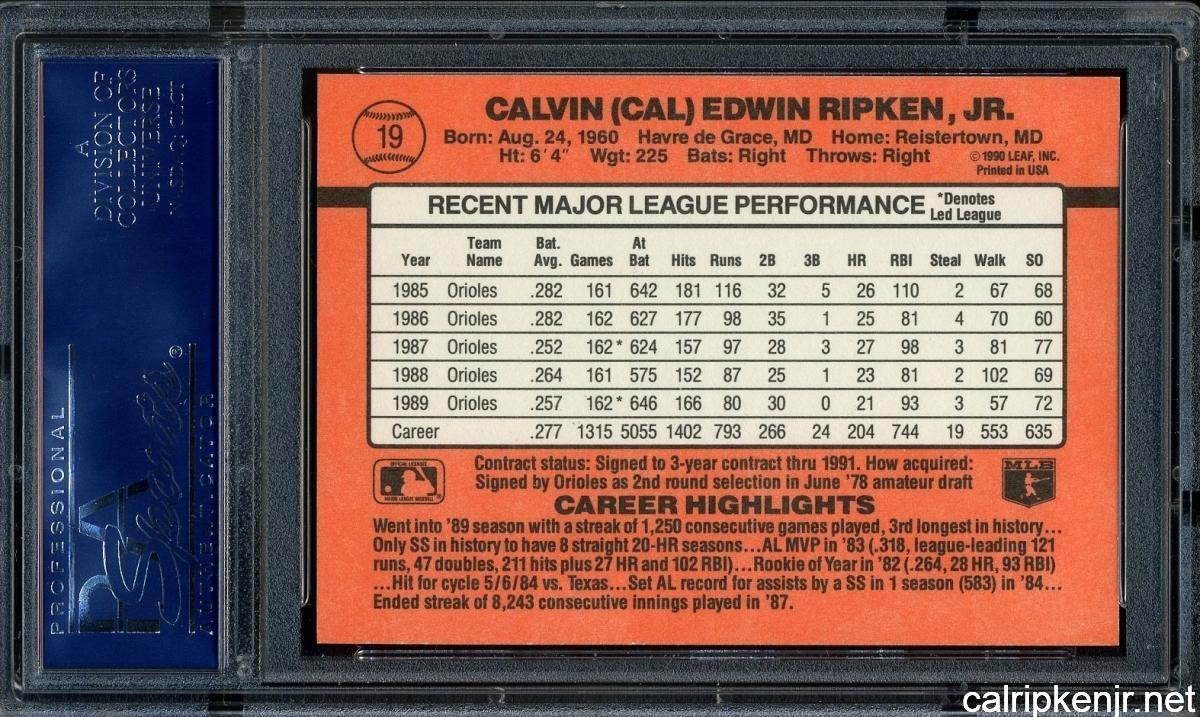 A
DIVISION OF
COLLECTORS
UNIVERSE
NASDAQ: CLCT
PROFESSIONAL
PSA
Sports®
AUTHENTICATOR
19
CALVIN (CAL) EDWIN RIPKEN, JR.
Born: Aug. 24, 1960 Havre de Grace, MD Home: Reistertown, MD
Ht: 6'4" Wgt: 225 Bats: Right Throws: Right ©1990 LEAF, INC.
Printed in USA
RECENT MAJOR LEAGUE PERFORMANCE *Denotes
Led League
Team Bat. At
Year Name Avg. Games Bat Hits Runs 2B 3B HR RBI Steal Walk SO
1985 Orioles .282 161 642 181 116 32 5 26 110 2 67 68
1986 Orioles .282 162 627 177 98 35 1 25 81 4 70 60
1987 Orioles .252 162* 624 157 97 28 3 27 98 3 81 77
1988 Orioles .264 161 575 152 87 25 1 23 81 2 102 69
1989 Orioles .257 162* 646 166 80 30 0 21 93 3 57 72
Career .277 1315 5055 1402 793 266 24 204 744 19 553 635
Contract status: Signed to 3-year contract thru 1991. How acquired:
Signed by Orioles as 2nd round selection in June '78 amateur draft
MLB
CAREER HIGHLIGHTS
Went into '89 season with a streak of 1,250 consecutive games played, 3rd longest in history...
Only SS in history to have 8 straight 20-HR seasons...AL MVP in '83 (.318, league-leading 121
runs, 47 doubles, 211 hits plus 27 HR and 102 RBI)...Rookie of Year in '82 (.264, 28 HR, 93 RBI)
...Hit for cycle 5/6/84 vs. Texas...Set AL record for assists by a SS in 1 season (583) in '84...
Ended streak of 8,243 consecutive innings played in '87.
calripkenjr.net